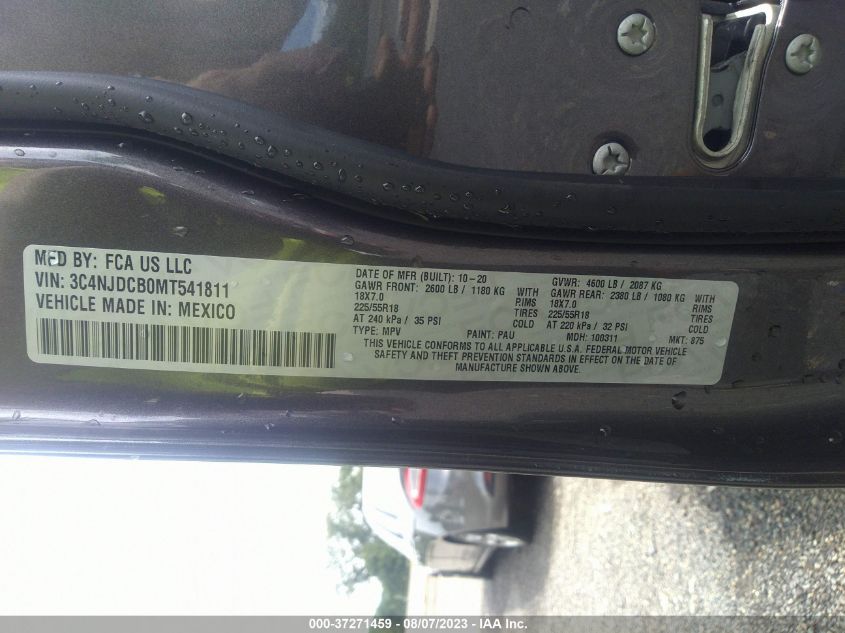 MFD BY: FCA US LLC
VIN: 3C4NJDCB0MT541811
VEHICLE MADE IN: MEXICO
DATE OF MFR (BUILT): 10-20 GVWR: 4600 LB / 2087 KG
GAWR FRONT: 2600 LB / 1180 KG WITH GAWR REAR: 2380 LB / 1080 KG WITH
18X7.0 RIMS 18X7.0 RIMS
225/55R18 TIRES 225/55R18 TIRES
AT 240 kPa / 35 PSI COLD AT 220 kPa / 32 PSI COLD
TYPE: MPV PAINT: PAU MDH: 100311 MKT: 875
THIS VEHICLE CONFORMS TO ALL APPLICABLE U.S.A. FEDERAL MOTOR VEHICLE
SAFETY AND THEFT PREVENTION STANDARDS IN EFFECT ON THE DATE OF
MANUFACTURE SHOWN ABOVE.
000-37271459 - 08/07/2023 - IAA Inc.